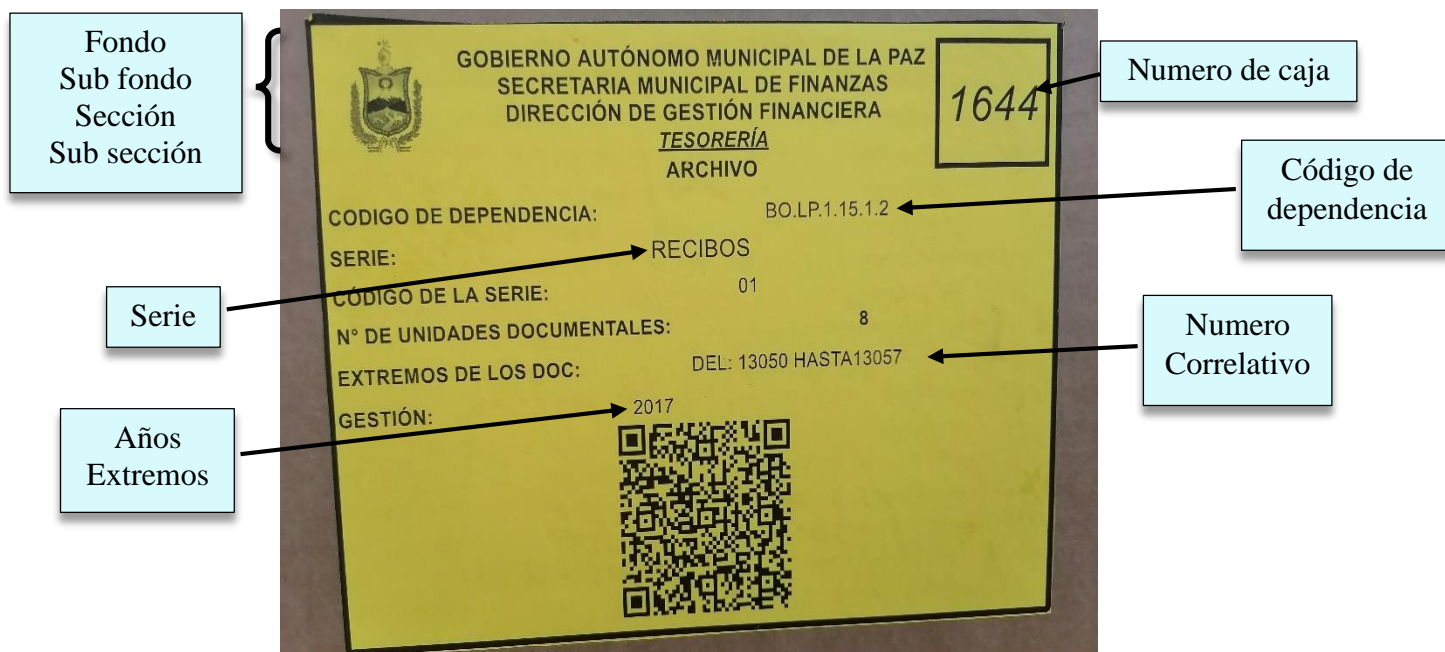 Fondo
Sub fondo
Sección
Sub sección
GOBIERNO AUTÓNOMO MUNICIPAL DE LA PAZ
SECRETARIA MUNICIPAL DE FINANZAS
DIRECCIÓN DE GESTIÓN FINANCIERA
TESORERÍA
ARCHIVO
1644
Numero de caja
CODIGO DE DEPENDENCIA: BO.LP.1.15.1.2
Código de
dependencia
SERIE: RECIBOS
Serie
CÓDIGO DE LA SERIE: 01
N° DE UNIDADES DOCUMENTALES: 8
EXTREMOS DE LOS DOC: DEL: 13050 HASTA13057
Numero
Correlativo
GESTIÓN: 2017
Años
Extremos